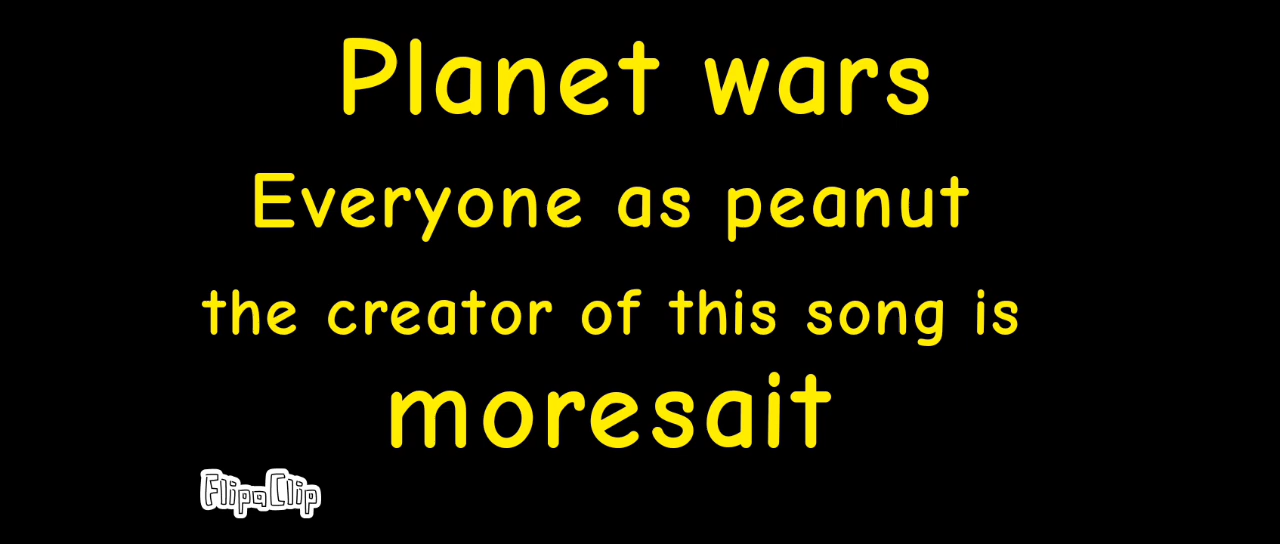 Planet wars
Everyone as peanut
the creator of this song is
moresait
FlipaClip